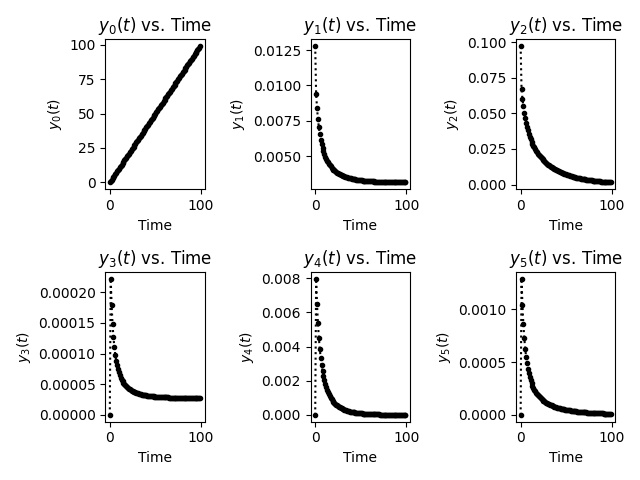 y₀(t) vs. Time
y₁(t) vs. Time
y₂(t) vs. Time
y₀(t)
100
75
50
25
0
0
100
Time
y₁(t)
0.0125
0.0100
0.0075
0.0050
0
100
Time
y₂(t)
0.100
0.075
0.050
0.025
0.000
0
100
Time
y₃(t) vs. Time
y₄(t) vs. Time
y₅(t) vs. Time
y₃(t)
0.00020
0.00015
0.00010
0.00005
0.00000
0
100
Time
y₄(t)
0.008
0.006
0.004
0.002
0.000
0
100
Time
y₅(t)
0.0010
0.0005
0.0000
0
100
Time